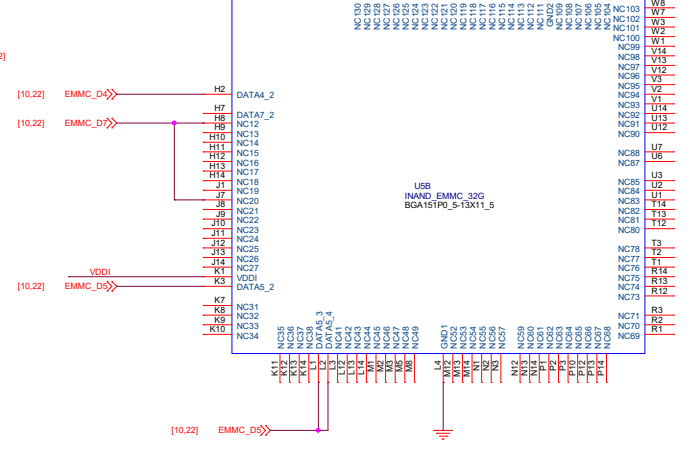 NC130 NC129 NC128 NC127 NC126 NC125 NC124 NC123 NC122 NC121 NC120 NC119 NC118 NC117 NC116 NC115 NC114 NC113 NC112 NC111 GND2 NC109 NC108 NC107 NC106 NC105 NC104
[10,22] EMMC_D4 H2 DATA4_2
H7 DATA7_2
[10,22] EMMC_D7 H8 NC12
H9 NC13
H10 NC14
H11 NC15
H12 NC16
H13 NC17
H14 NC18
J1 NC19
J7 NC20
J8 NC21
J9 NC22
J10 NC23
J11 NC24
J12 NC25
J13 NC26
J14 NC27
VDDI K1 VDDI
[10,22] EMMC_D5 K3 DATA5_2
K7 NC31
K8 NC32
K9 NC33
K10 NC34
U5B
INAND_EMMC_32G
BGA151P0_5-13X11_5
NC103 W8
NC102 W7
NC101 W3
NC100 W2
NC99 W1
NC98 V14
NC97 V13
NC96 V12
NC95 V3
NC94 V2
NC93 V1
NC92 U14
NC91 U13
NC90 U12
NC88 U7
NC87 U6
NC85 U3
NC84 U2
NC83 U1
NC82 T14
NC81 T13
NC80 T12
NC78 T3
NC77 T2
NC76 T1
NC75 R14
NC74 R13
NC73 R12
NC71 R3
NC70 R2
NC69 R1
NC35 NC36 NC37 NC38 DATA5_3 DATA5_4 NC41 NC42 NC43 NC44 NC45 NC46 NC47 NC48 NC49 GND1 NC52 NC53 NC54 NC55 NC56 NC57 NC59 NC60 NC61 NC62 NC63 NC64 NC65 NC66 NC67 NC68
K11 K12 K13 K14 L1 L2 L3 L12 L13 L14 M1 M2 M3 M5 M8 L4 M12 M13 M14 N1 N2 N3 N12 N13 N14 P1 P2 P3 P10 P12 P13 P14
[10,22] EMMC_D5